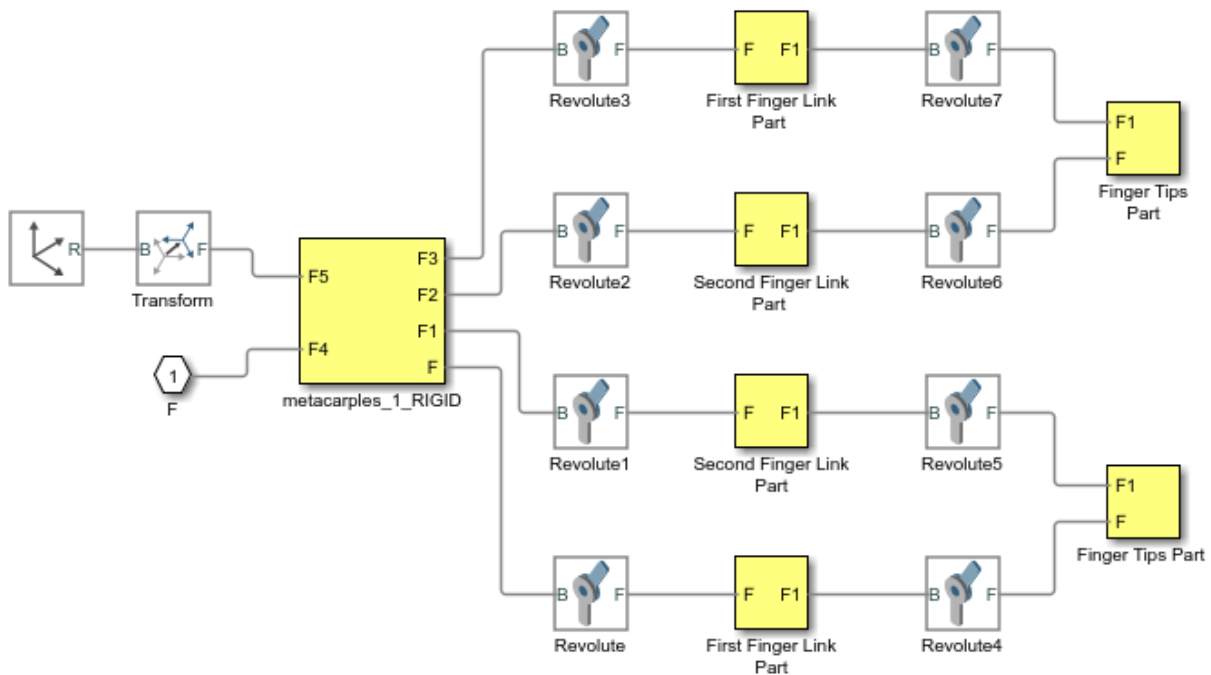 B F
Revolute3
F F1
First Finger Link
Part
B F
Revolute7
F1
F
Finger Tips
Part
R
B F
Transform
B F
Revolute2
F F1
Second Finger Link
Part
B F
Revolute6
F5
F4
F3
F2
F1
F
metacarples_1_RIGID
1
F
B F
Revolute1
F F1
Second Finger Link
Part
B F
Revolute5
F1
F
Finger Tips Part
B F
Revolute
F F1
First Finger Link
Part
B F
Revolute4